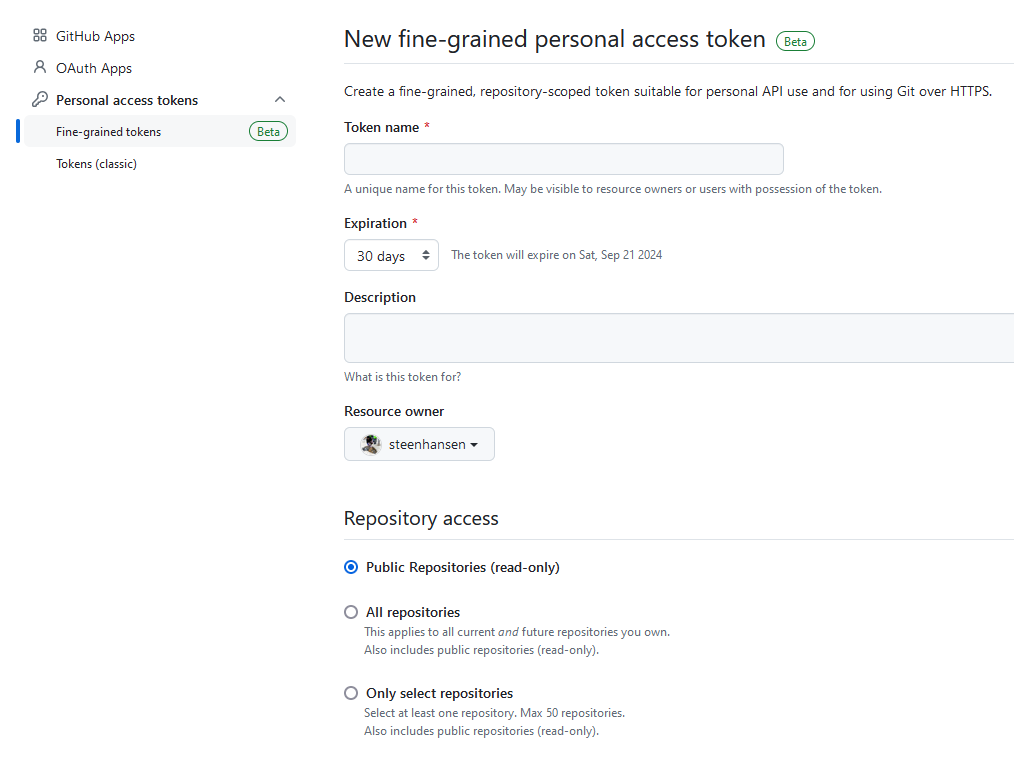 GitHub Apps
OAuth Apps
Personal access tokens
Fine-grained tokens Beta
Tokens (classic)
New fine-grained personal access token Beta
Create a fine-grained, repository-scoped token suitable for personal API use and for using Git over HTTPS.
Token name *
A unique name for this token. May be visible to resource owners or users with possession of the token.
Expiration *
30 days The token will expire on Sat, Sep 21 2024
Description
What is this token for?
Resource owner
steenhansen
Repository access
Public Repositories (read-only)
All repositories
This applies to all current and future repositories you own.
Also includes public repositories (read-only).
Only select repositories
Select at least one repository. Max 50 repositories.
Also includes public repositories (read-only).